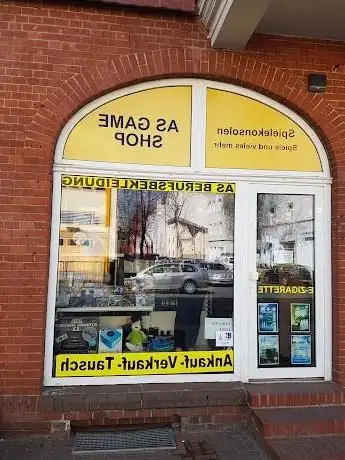 AS GAME
SHOP
Spielekonsolen
Spiele und vieles mehr
AS BERUFSBEKLEIDUNG
E-ZIGARETTE
Ankauf-Verkauf-Tausch